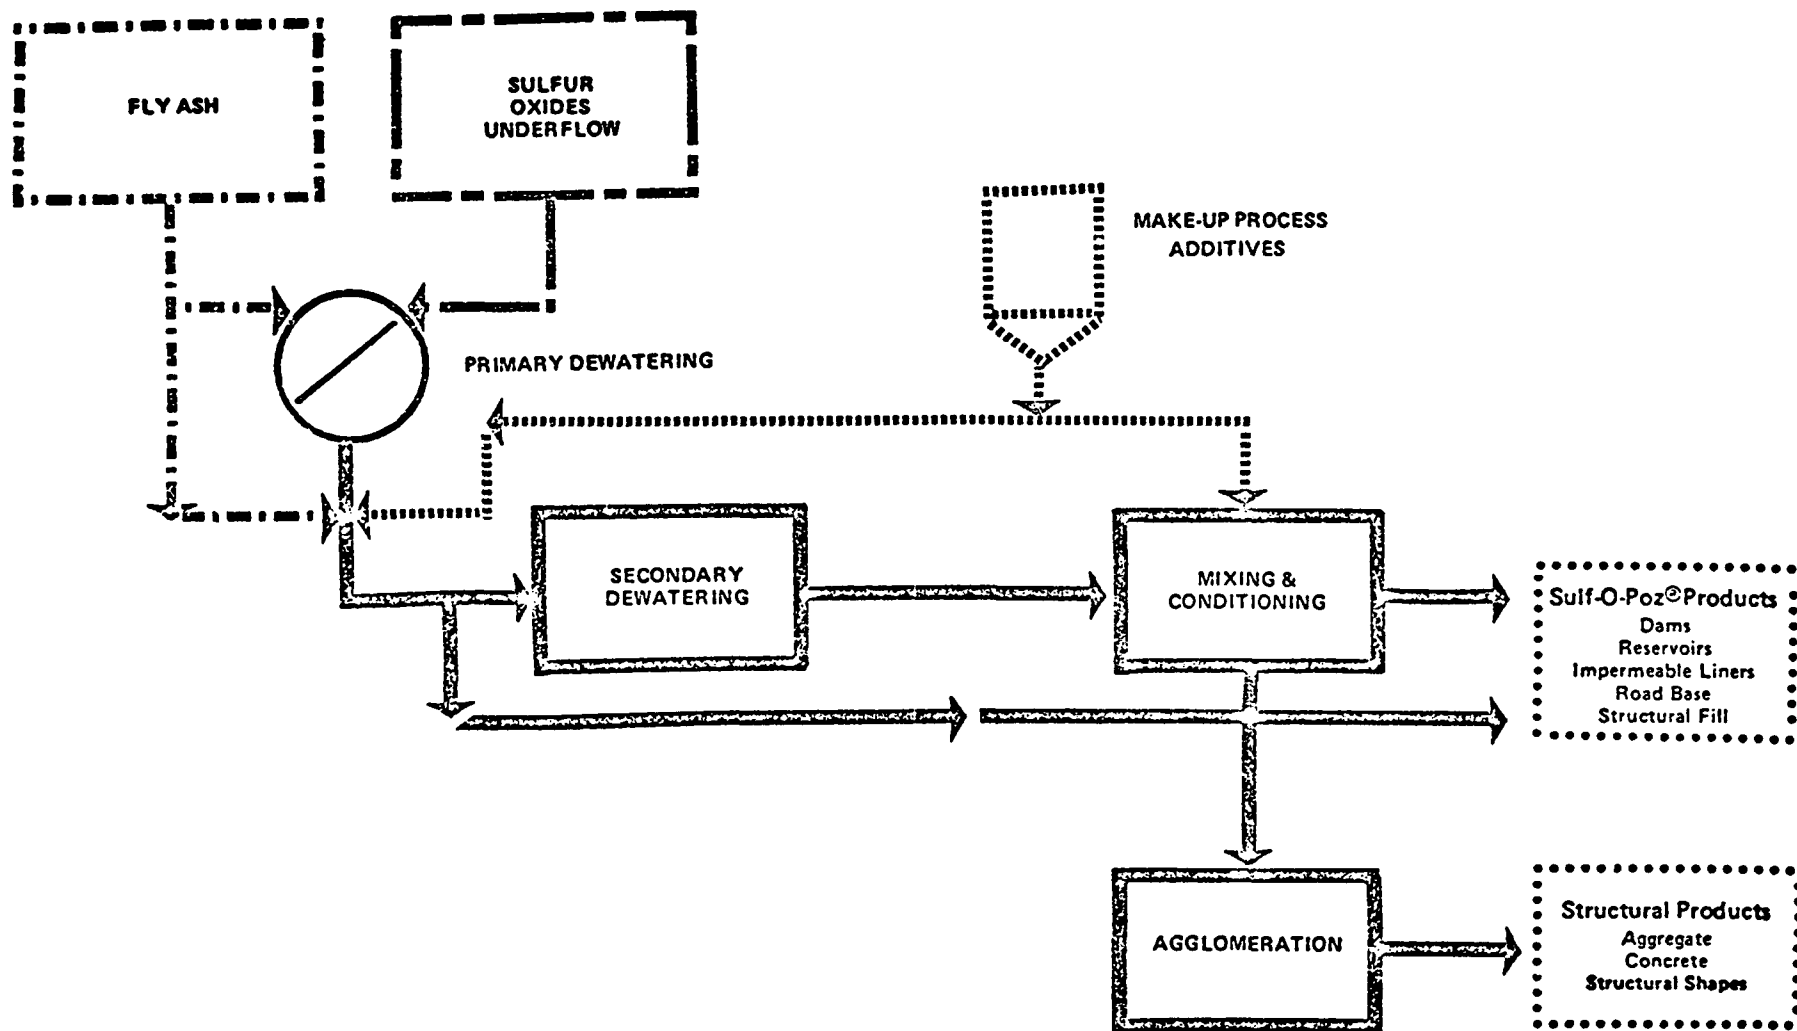 FLY ASH
SULFUR
OXIDES
UNDERFLOW
MAKE-UP PROCESS
ADDITIVES
PRIMARY DEWATERING
SECONDARY
DEWATERING
MIXING &
CONDITIONING
Sulf-O-Poz® Products
Dams
Reservoirs
Impermeable Liners
Road Base
Structural Fill
AGGLOMERATION
Structural Products
Aggregate
Concrete
Structural Shapes